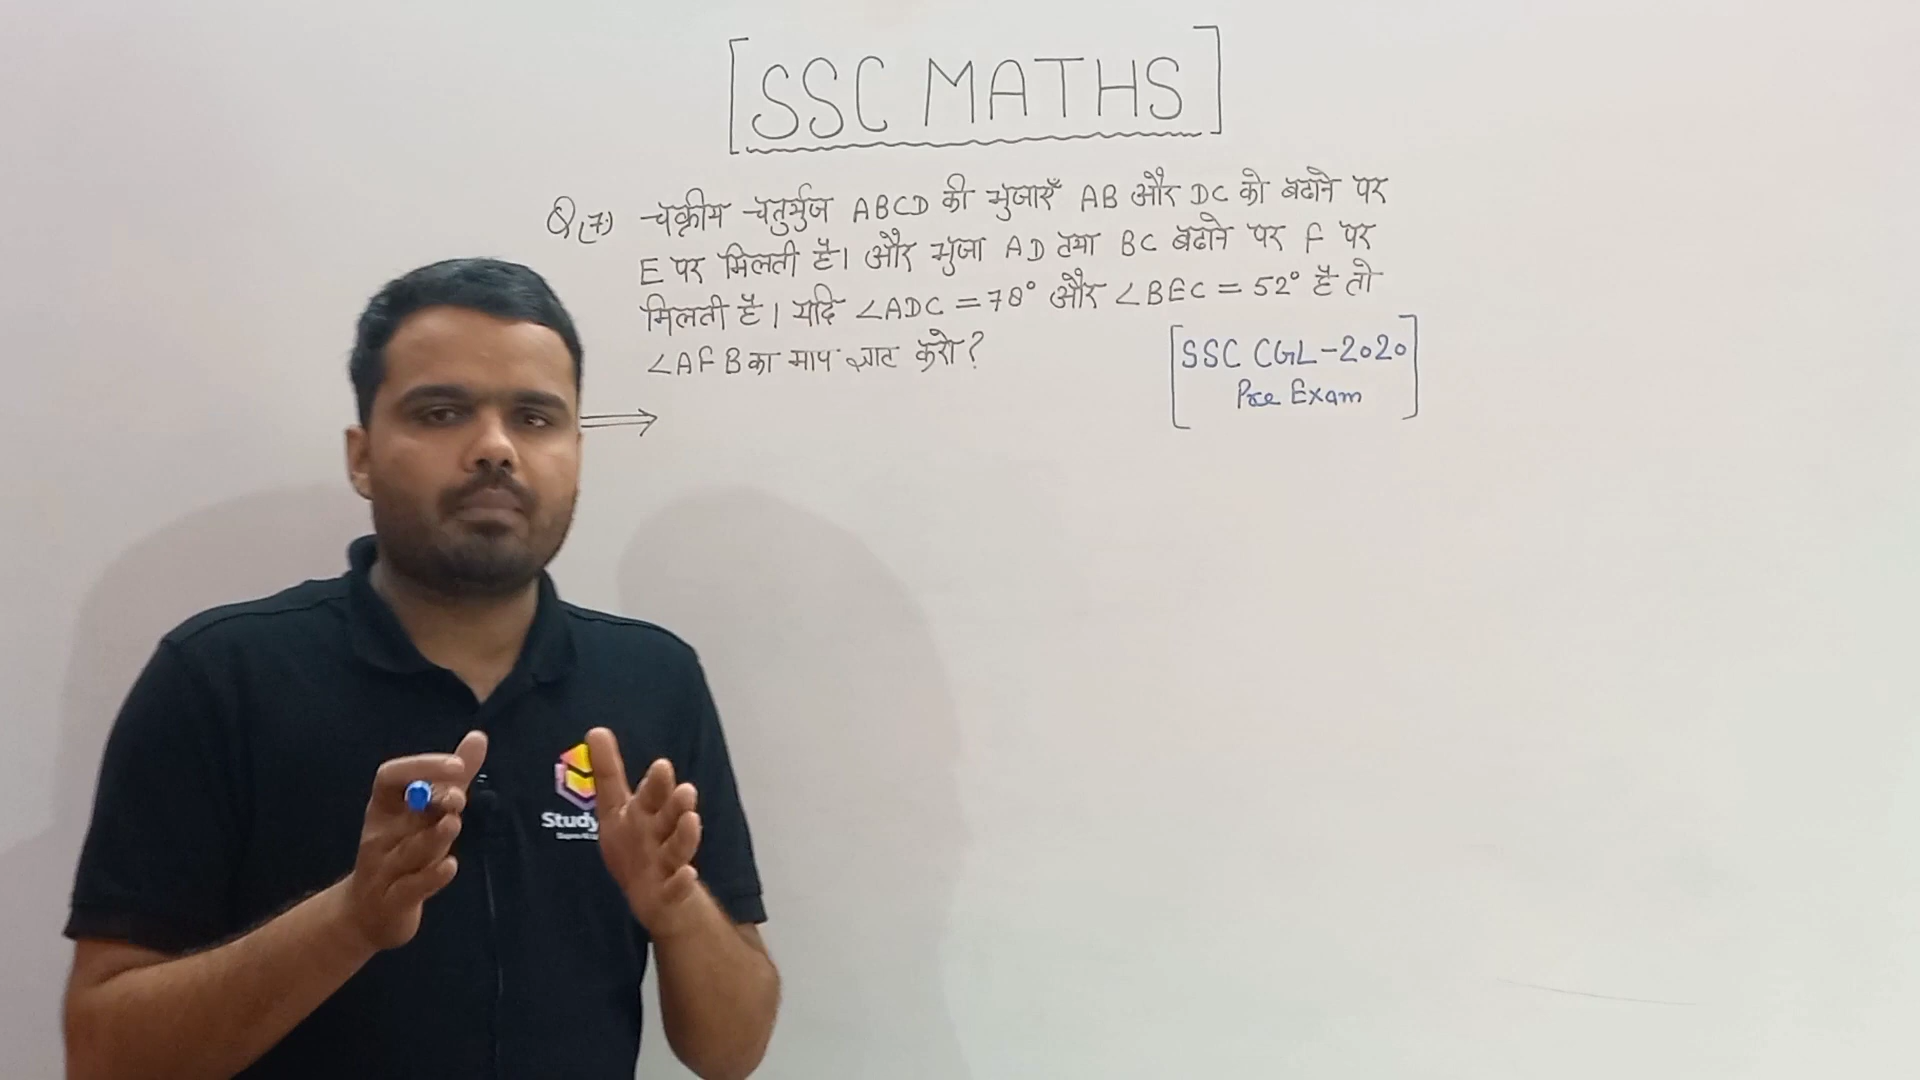 [SSC MATHS]
Q(7) चक्रीय चतुर्भुज ABCD की भुजाएँ AB और DC को बढाने पर
E पर मिलती है। और भुजा AD तथा BC बढाने पर F पर
मिलती है। यदि ∠ADC = 78° और ∠BEC = 52° है तो
∠AFB का माप ज्ञात करो?
[SSC CGL-2020
Pre Exam]
Study